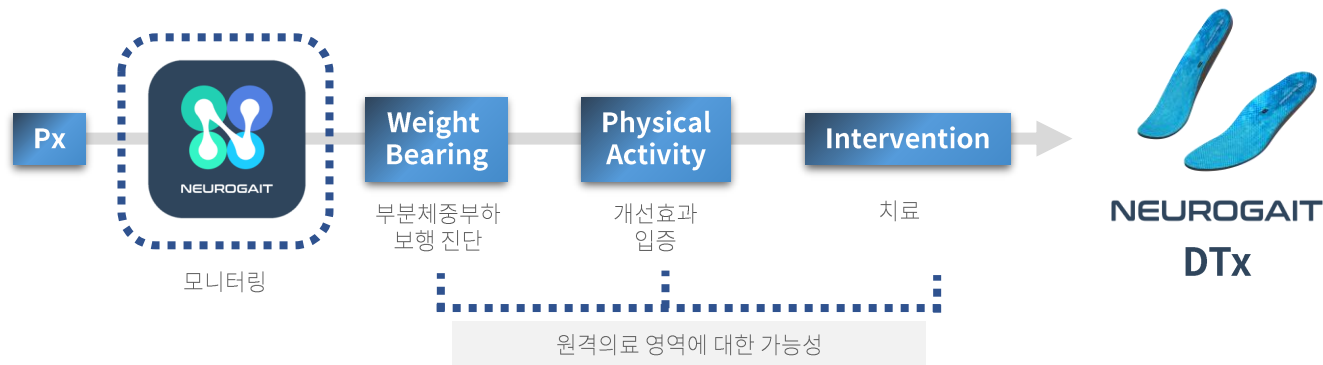 Px
NEUROGAIT
모니터링
Weight
Bearing
부분체중부하
보행 진단
Physical
Activity
개선효과
입증
Intervention
치료
원격의료 영역에 대한 가능성
NEUROGAIT
DTx